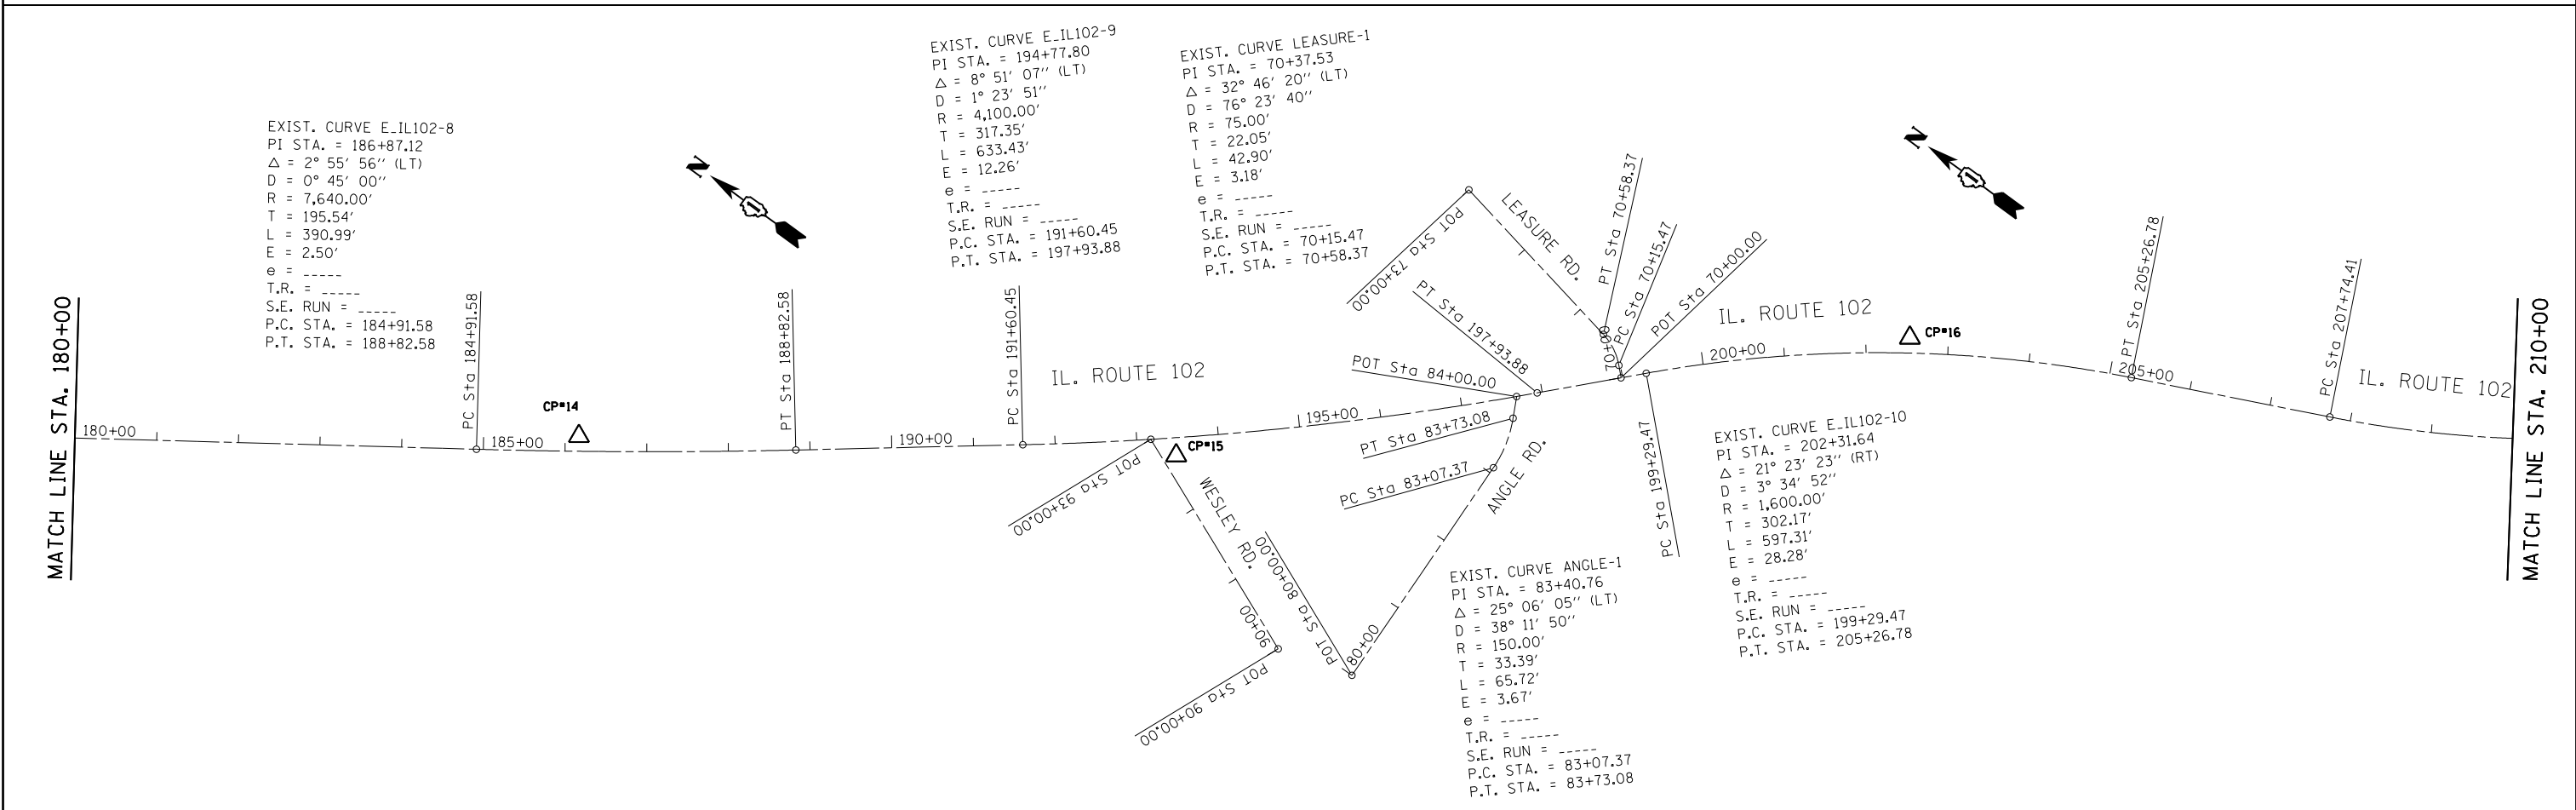 EXIST. CURVE E_IL102-8
PI STA. = 186+87.12
Δ = 2° 55' 56'' (LT)
D = 0° 45' 00''
R = 7,640.00'
T = 195.54'
L = 390.99'
E = 2.50'
e = _____
T.R. = _____
S.E. RUN = _____
P.C. STA. = 184+91.58
P.T. STA. = 188+82.58
EXIST. CURVE E_IL102-9
PI STA. = 194+77.80
Δ = 8° 51' 07'' (LT)
D = 1° 23' 51''
R = 4,100.00'
T = 317.35'
L = 633.43'
E = 12.26'
e = _____
T.R. = _____
S.E. RUN = _____
P.C. STA. = 191+60.45
P.T. STA. = 197+93.88
EXIST. CURVE LEASURE-1
PI STA. = 70+37.53
Δ = 32° 46' 20'' (LT)
D = 76° 23' 40''
R = 75.00'
T = 22.05'
L = 42.90'
E = 3.18'
e = _____
T.R. = _____
S.E. RUN = _____
P.C. STA. = 70+15.47
P.T. STA. = 70+58.37
N
N
MATCH LINE STA. 180+00
180+00
PC Sta 184+91.58
185+00
CP#14
PT Sta 188+82.58
190+00
PC Sta 191+60.45
IL. ROUTE 102
CP#15
POT Sta 93+00.00
WESLEY RD.
90+00
POT Sta 90+00.00
195+00
POT Sta 84+00.00
PT Sta 197+93.88
PT Sta 83+73.08
PC Sta 83+07.37
ANGLE RD.
POT Sta 80+00.00
80+00
POT Sta 73+00.00
LEASURE RD.
PT Sta 70+58.37
PC Sta 70+15.47
POT Sta 70+00.00
70+00
PC Sta 199+29.47
IL. ROUTE 102
200+00
CP#16
PT Sta 205+26.78
205+00
PC Sta 207+74.41
IL. ROUTE 102
MATCH LINE STA. 210+00
EXIST. CURVE E_IL102-10
PI STA. = 202+31.64
Δ = 21° 23' 23'' (RT)
D = 3° 34' 52''
R = 1,600.00'
T = 302.17'
L = 597.31'
E = 28.28'
e = _____
T.R. = _____
S.E. RUN = _____
P.C. STA. = 199+29.47
P.T. STA. = 205+26.78
EXIST. CURVE ANGLE-1
PI STA. = 83+40.76
Δ = 25° 06' 05'' (LT)
D = 38° 11' 50''
R = 150.00'
T = 33.39'
L = 65.72'
E = 3.67'
e = _____
T.R. = _____
S.E. RUN = _____
P.C. STA. = 83+07.37
P.T. STA. = 83+73.08